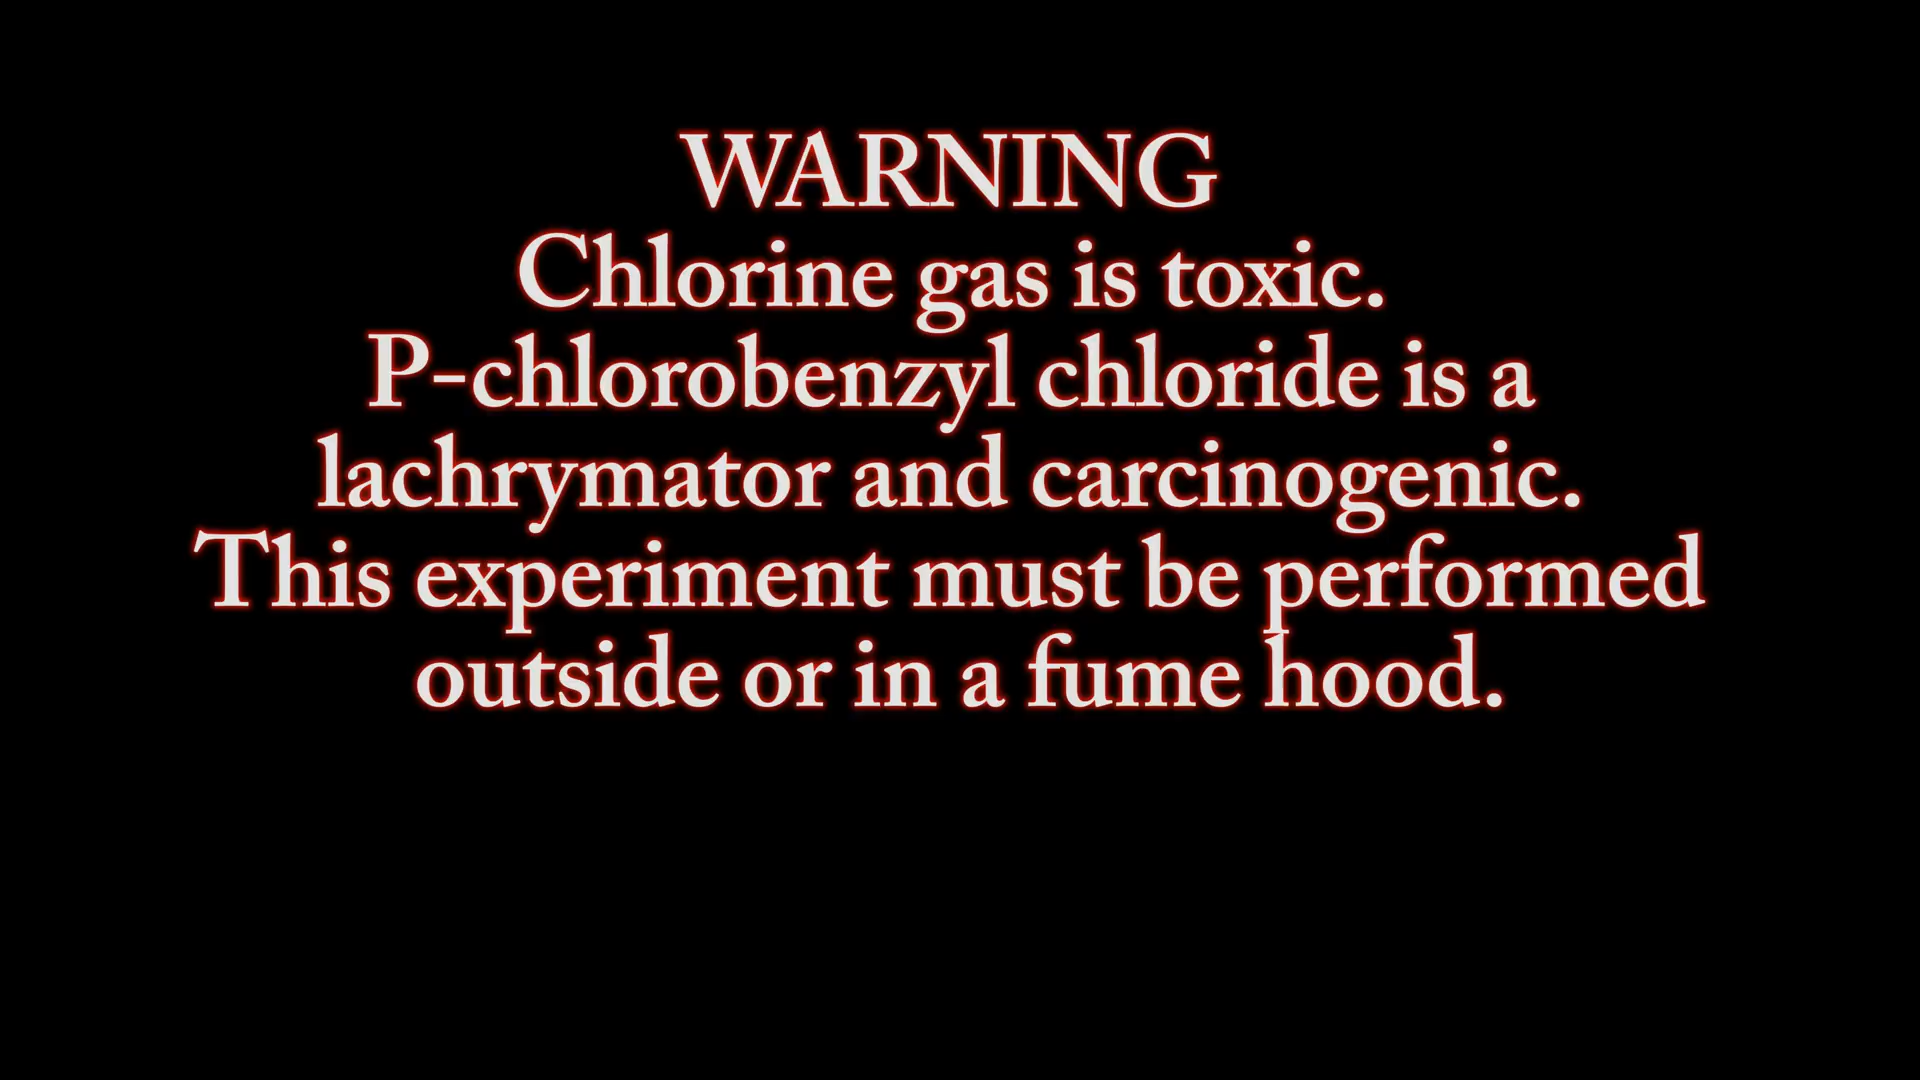 WARNING
Chlorine gas is toxic.
P-chlorobenzyl chloride is a
lachrymator and carcinogenic.
This experiment must be performed
outside or in a fume hood.